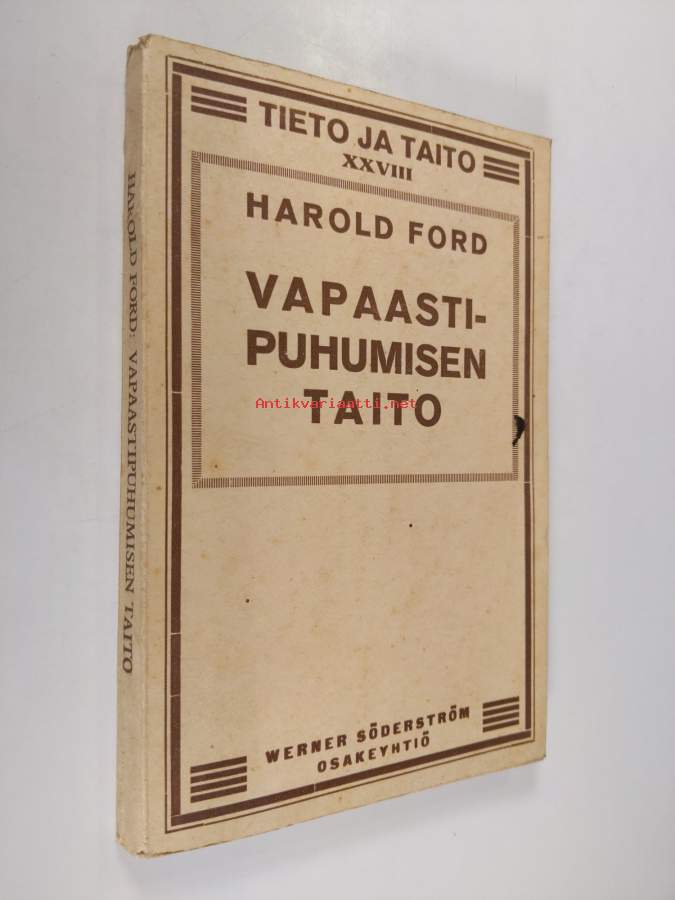 TIETO JA TAITO
XXVIII
HAROLD FORD
VAPAASTI-
PUHUMISEN
TAITO
Antikvariaatti.net
WERNER SÖDERSTRÖM
OSAKEYHTIÖ
HAROLD FORD: VAPAASTIPUHUMISEN TAITO